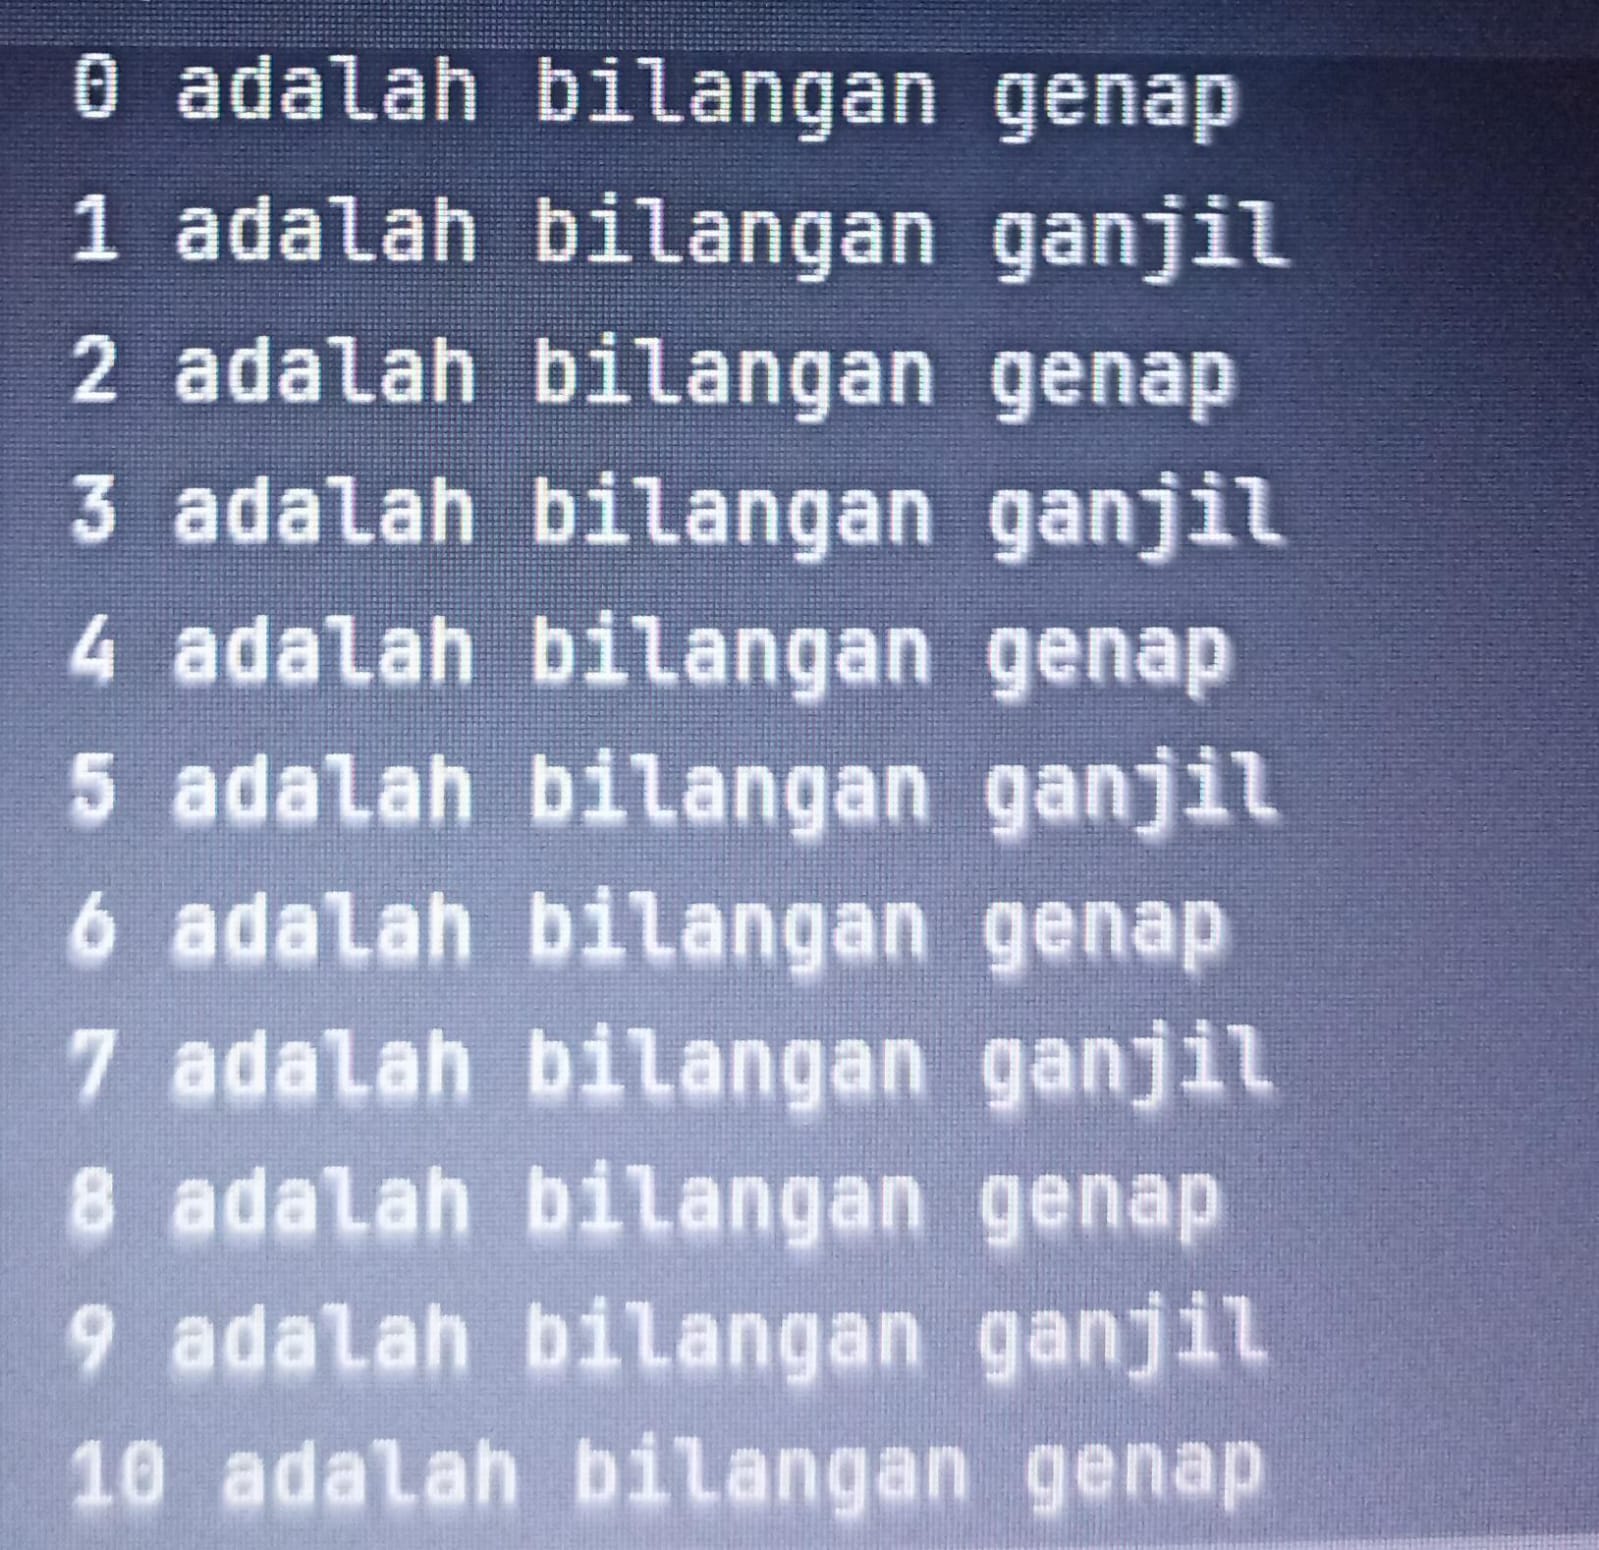 0 adalah bilangan genap
1 adalah bilangan ganjil
2 adalah bilangan genap
3 adalah bilangan ganjil
4 adalah bilangan genap
5 adalah bilangan ganjil
6 adalah bilangan genap
7 adalah bilangan ganjil
8 adalah bilangan genap
9 adalah bilangan ganjil
10 adalah bilangan genap